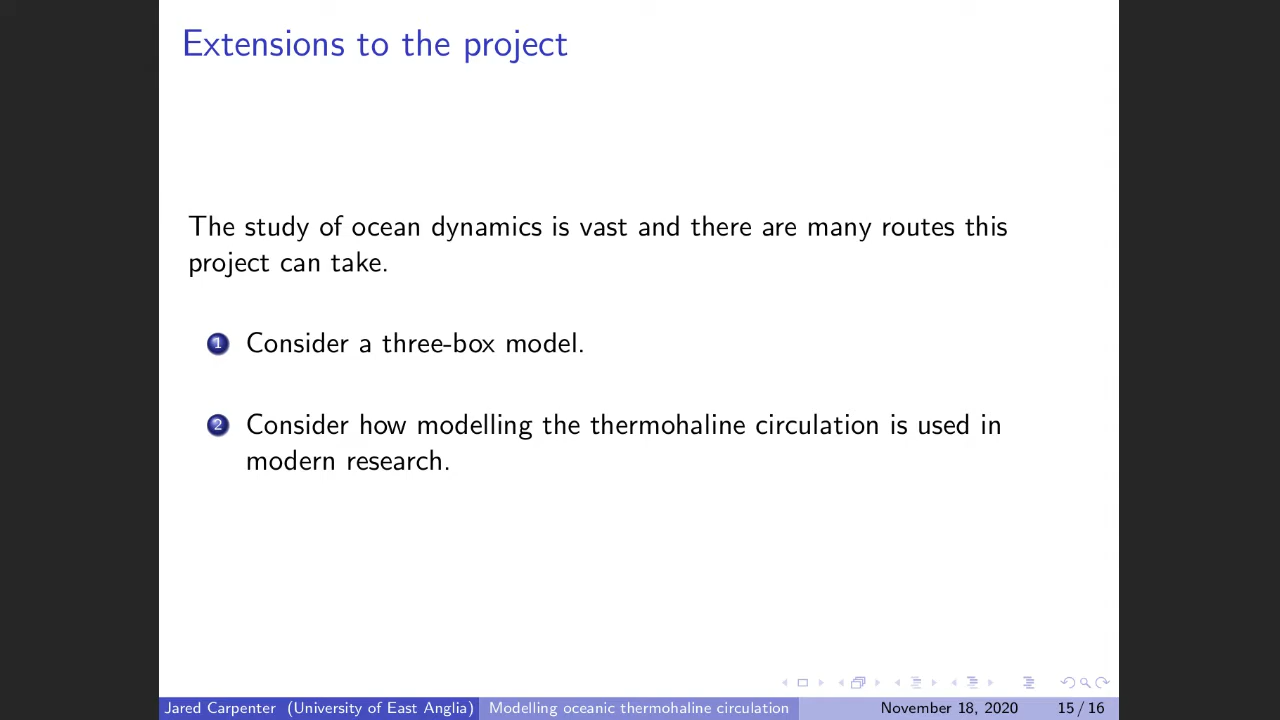 Extensions to the project
The study of ocean dynamics is vast and there are many routes this
project can take.
1 Consider a three-box model.
2 Consider how modelling the thermohaline circulation is used in
modern research.
Jared Carpenter (University of East Anglia) Modelling oceanic thermohaline circulation November 18, 2020 15 / 16